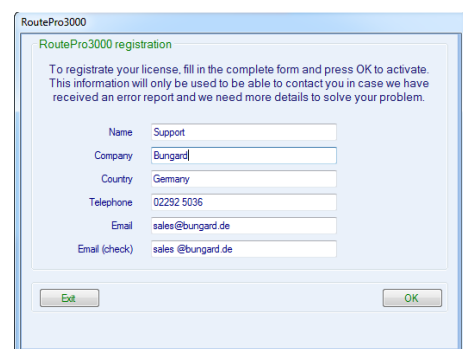 RoutePro3000
RoutePro3000 registration
To registrate your license, fill in the complete form and press OK to activate.
This information will only be used to be able to contact you in case we have
received an error report and we need more details to solve your problem.
Name Support
Company Bungard
Country Germany
Telephone 02292 5036
Email sales@bungard.de
Email (check) sales @bungard.de
Exit OK